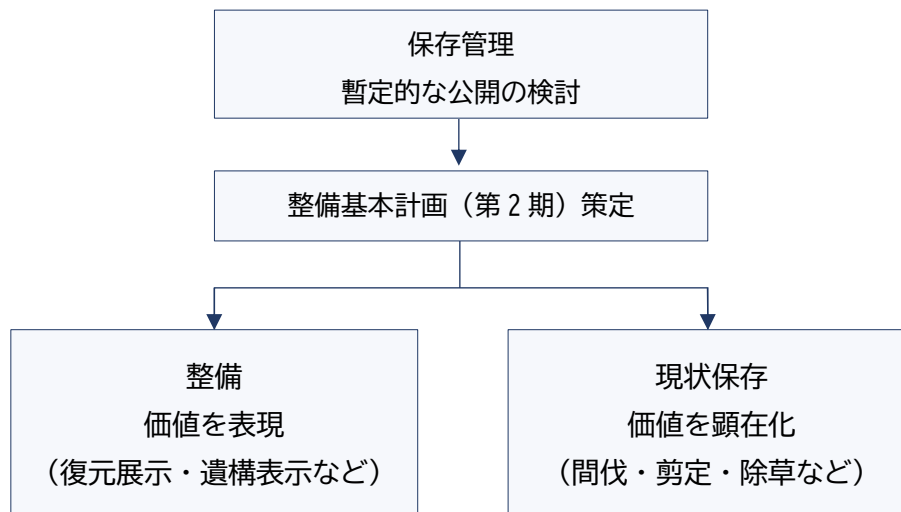 保存管理
暫定的な公開の検討
整備基本計画（第２期）策定
整備
価値を表現
（復元展示・遺構表示など）
現状保存
価値を顕在化
（間伐・剪定・除草など）